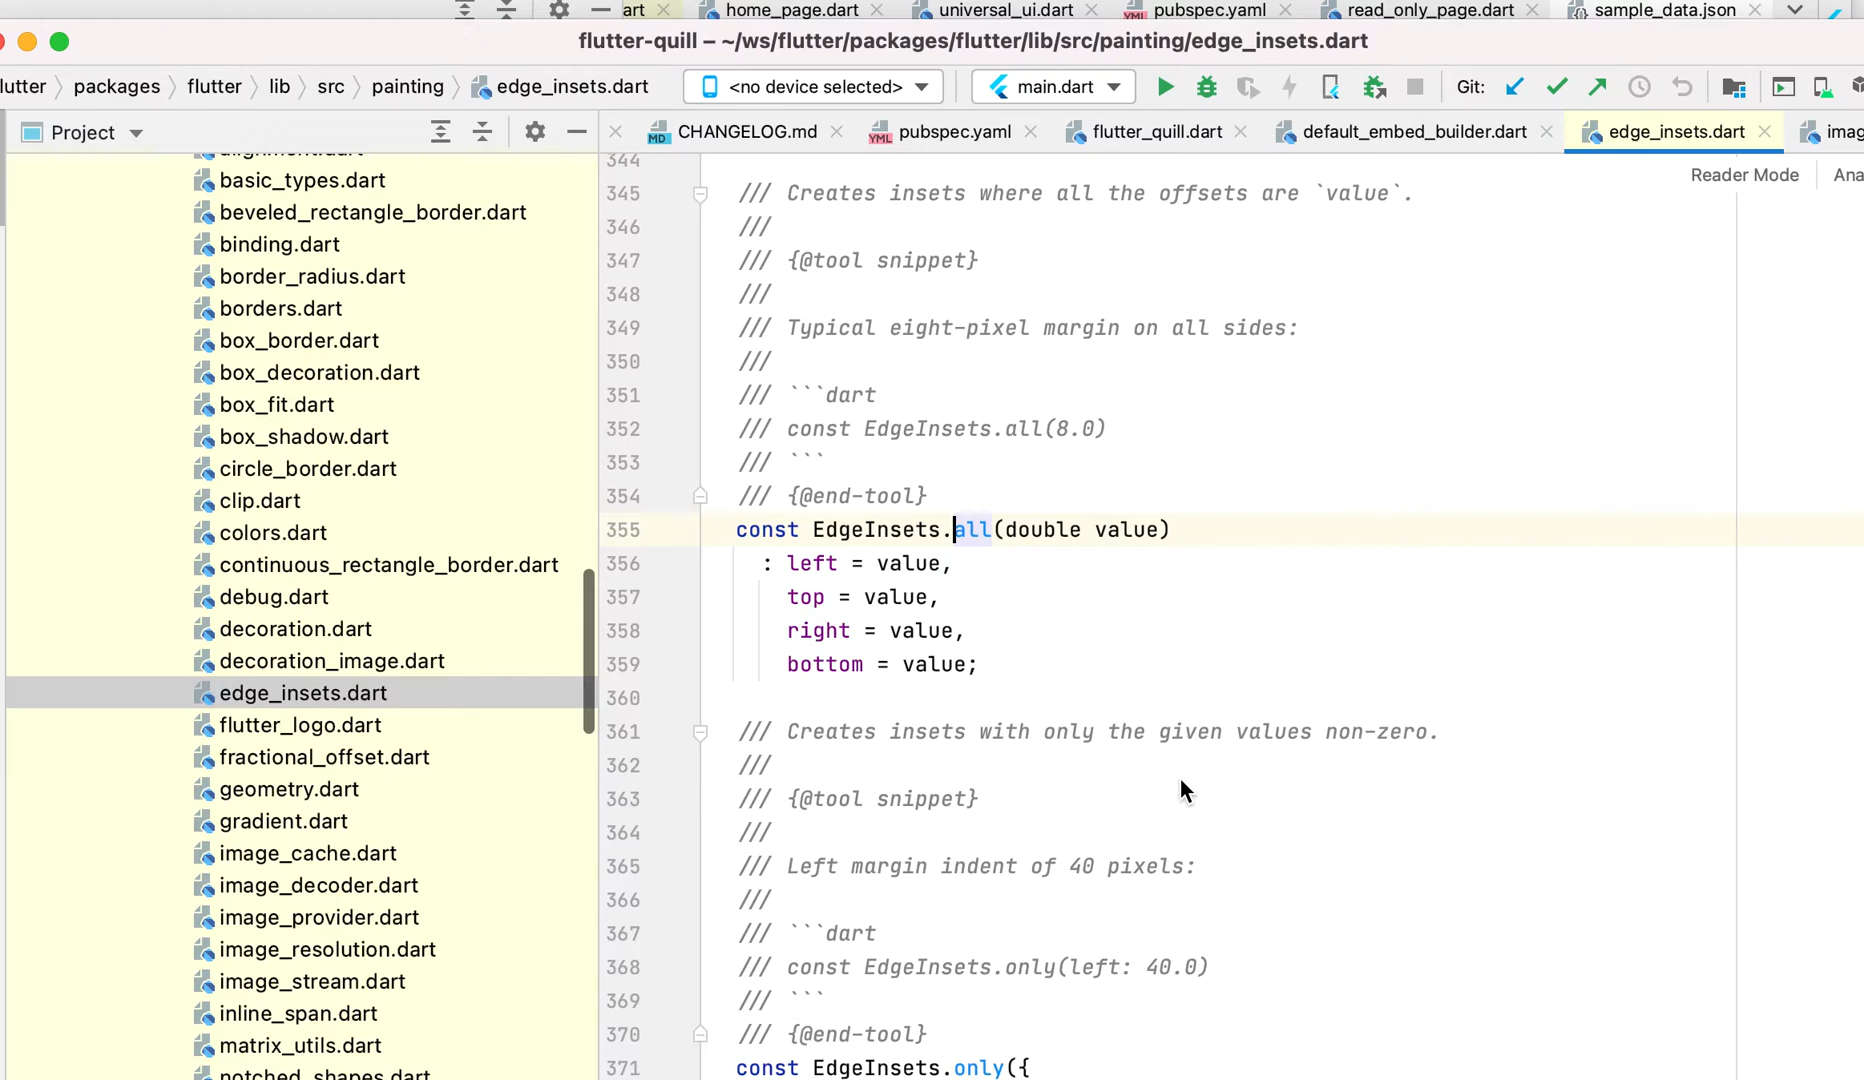 art home_page.dart universal_ui.dart pubspec.yaml read_only_page.dart sample_data.json
flutter-quill – ~/ws/flutter/packages/flutter/lib/src/painting/edge_insets.dart
lutter packages flutter lib src painting edge_insets.dart <no device selected> main.dart Git:
Project
CHANGELOG.md pubspec.yaml flutter_quill.dart default_embed_builder.dart edge_insets.dart imag
Reader Mode Ana
alignment.dart
basic_types.dart
beveled_rectangle_border.dart
binding.dart
border_radius.dart
borders.dart
box_border.dart
box_decoration.dart
box_fit.dart
box_shadow.dart
circle_border.dart
clip.dart
colors.dart
continuous_rectangle_border.dart
debug.dart
decoration.dart
decoration_image.dart
edge_insets.dart
flutter_logo.dart
fractional_offset.dart
geometry.dart
gradient.dart
image_cache.dart
image_decoder.dart
image_provider.dart
image_resolution.dart
image_stream.dart
inline_span.dart
matrix_utils.dart
notched_shapes.dart
344
345 /// Creates insets where all the offsets are `value`.
346 ///
347 /// {@tool snippet}
348 ///
349 /// Typical eight-pixel margin on all sides:
350 ///
351 /// ```dart
352 /// const EdgeInsets.all(8.0)
353 /// ```
354 /// {@end-tool}
355 const EdgeInsets.all(double value)
356 : left = value,
357 top = value,
358 right = value,
359 bottom = value;
360
361 /// Creates insets with only the given values non-zero.
362 ///
363 /// {@tool snippet}
364 ///
365 /// Left margin indent of 40 pixels:
366 ///
367 /// ```dart
368 /// const EdgeInsets.only(left: 40.0)
369 /// ```
370 /// {@end-tool}
371 const EdgeInsets.only({